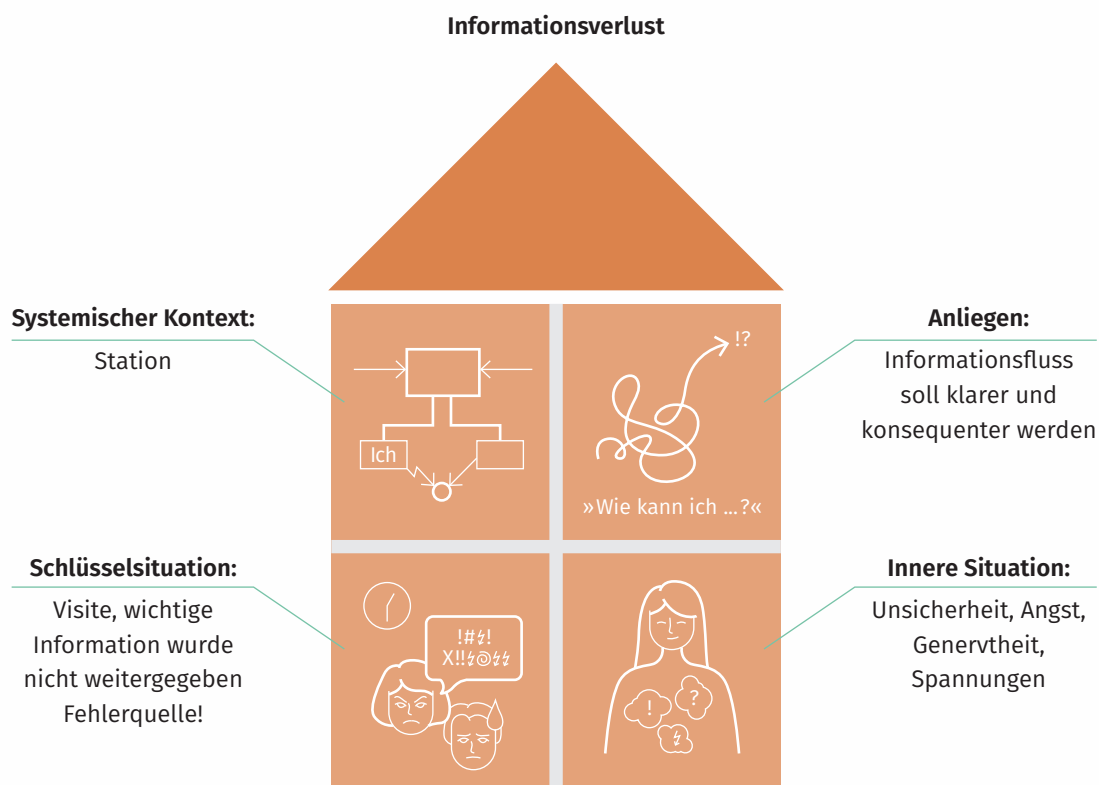 Informationsverlust
Systemischer Kontext:
Station
Anliegen:
Informationsfluss
soll klarer und
konsequenter werden
Ich
!?
»Wie kann ich ...?«
Schlüsselsituation:
Visite, wichtige
Information wurde
nicht weitergegeben
Fehlerquelle!
!#↯!
X!!↯@↯↯
Innere Situation:
Unsicherheit, Angst,
Genervtheit,
Spannungen
!
?
↯